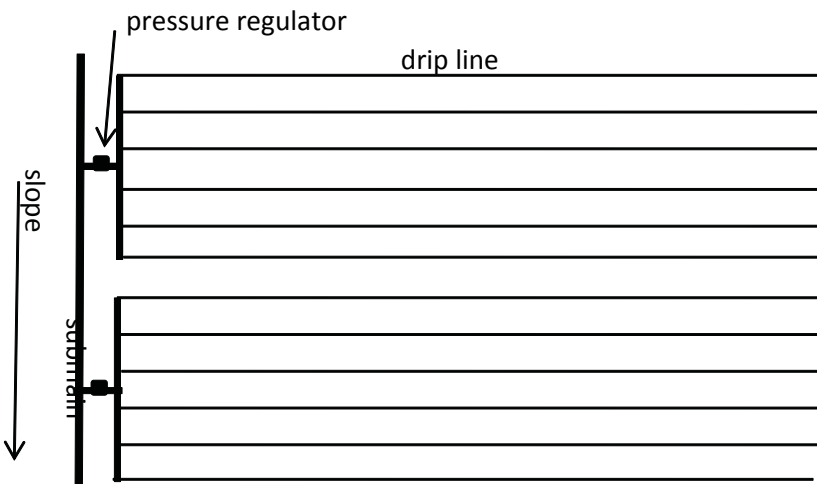 pressure regulator
drip line
slope
submain